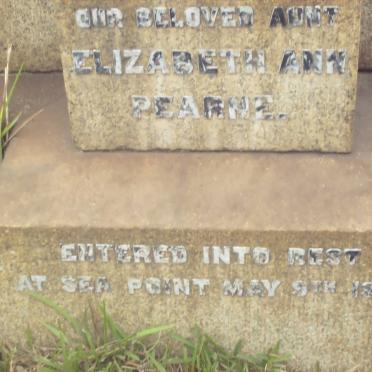 OUR BELOVED AUNT
ELIZABETH ANN
PEARNE.
ENTERED INTO REST
AT SEA POINT MAY 9TH